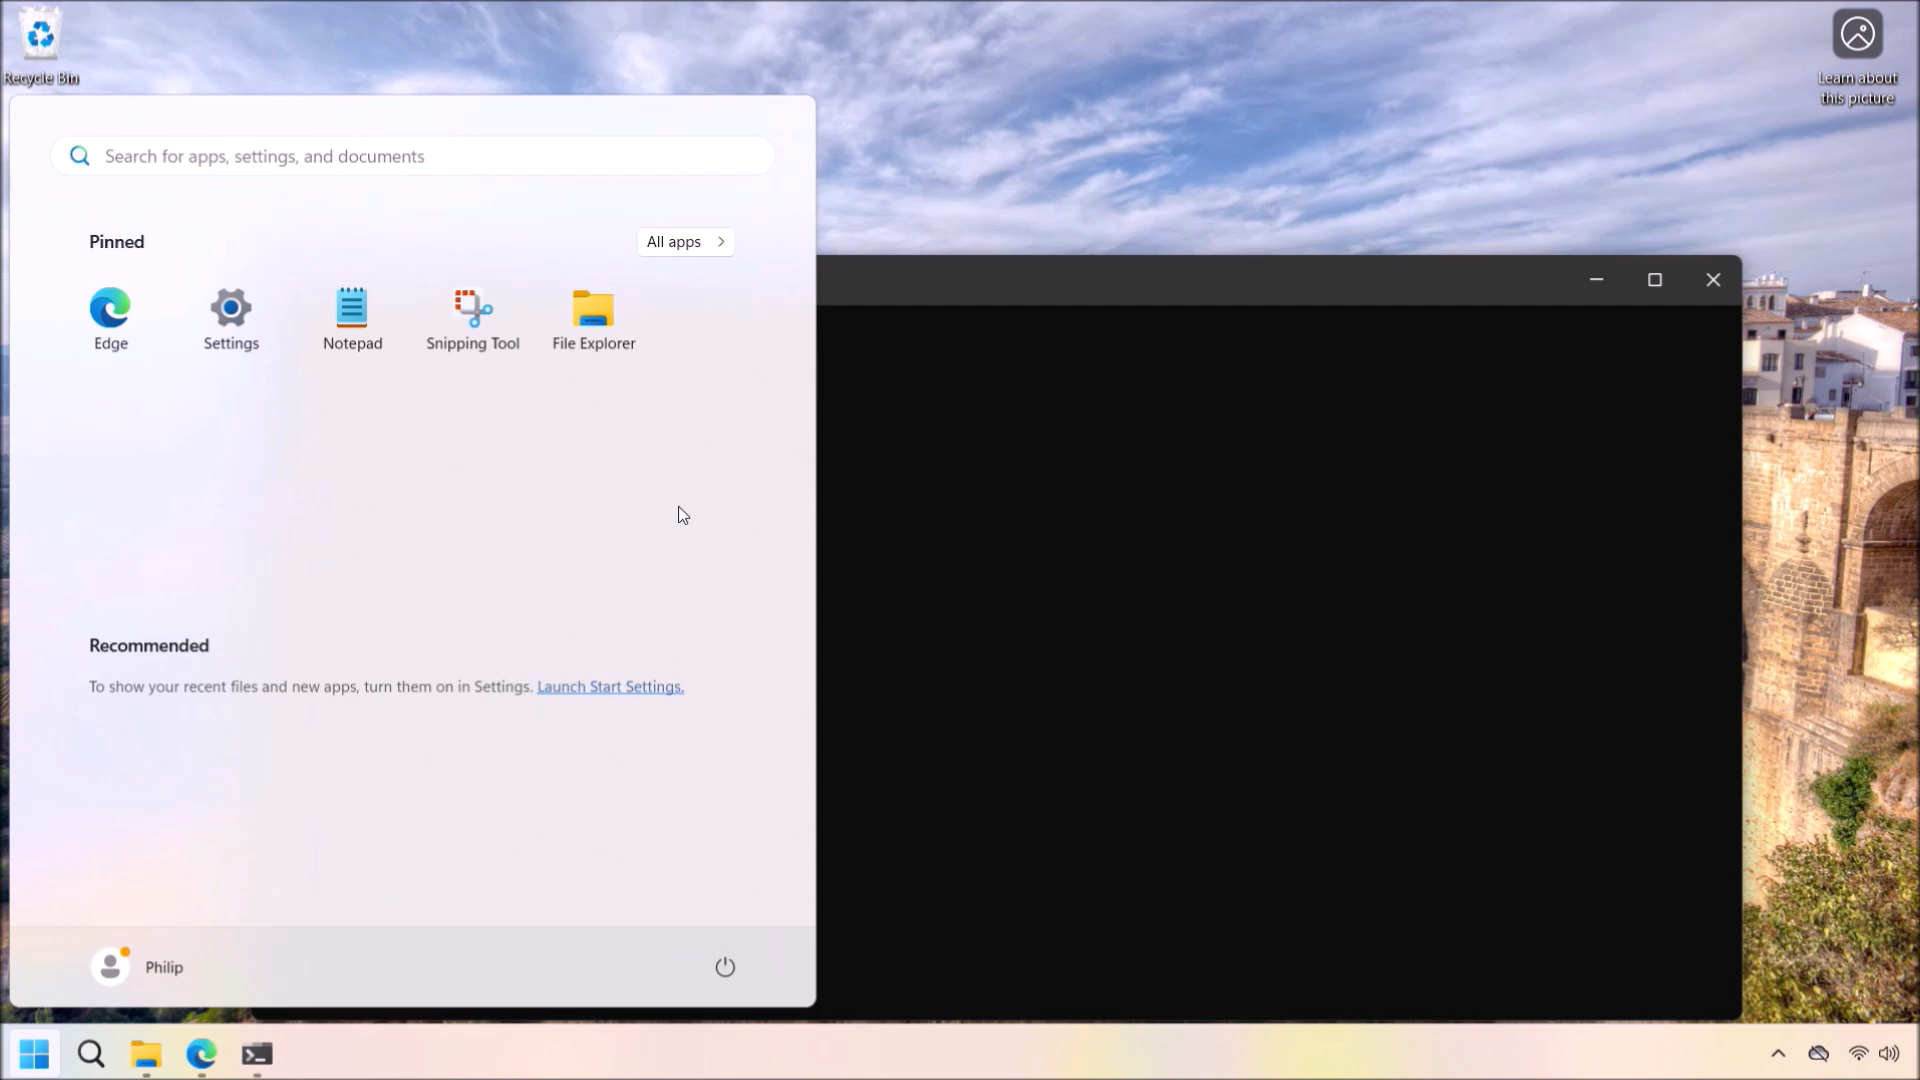 Recycle Bin
Learn about
this picture
Search for apps, settings, and documents
Pinned
All apps
Edge
Settings
Notepad
Snipping Tool
File Explorer
Recommended
To show your recent files and new apps, turn them on in Settings. Launch Start Settings.
Philip